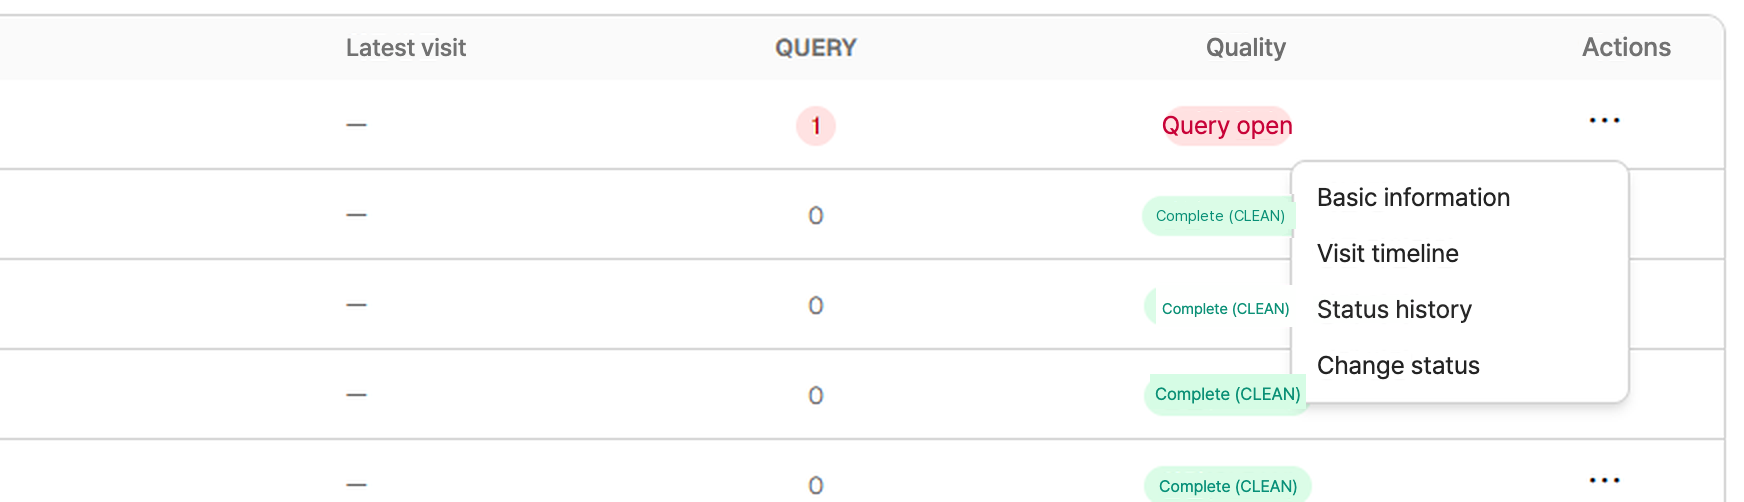 Latest visit QUERY Quality Actions
— 1 Query open ...
Basic information
— 0 Complete (CLEAN)
Visit timeline
— 0 Complete (CLEAN) Status history
Change status
— 0 Complete (CLEAN)
— 0 Complete (CLEAN) ...